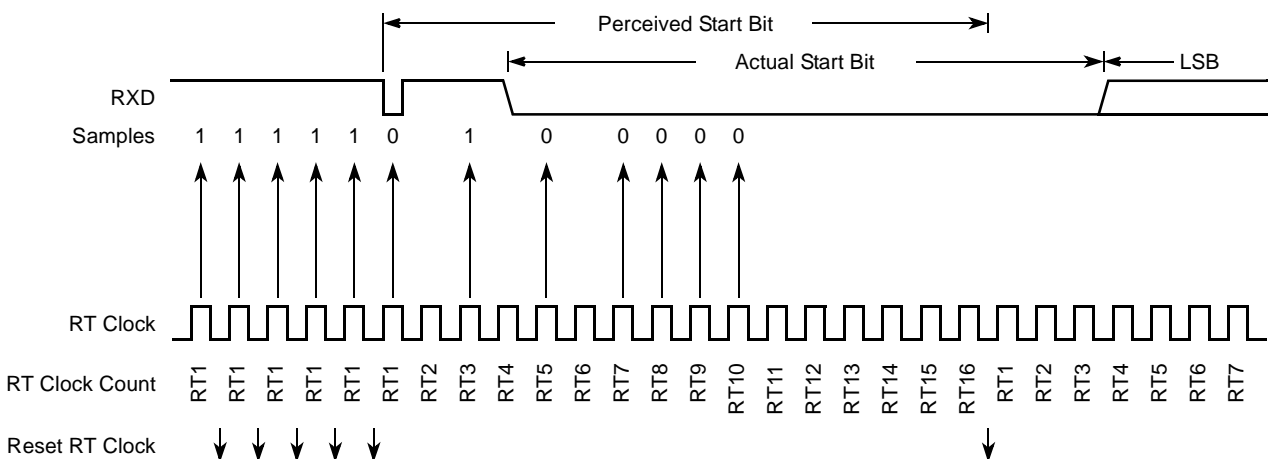 Perceived Start Bit
Actual Start Bit
LSB
RXD
Samples 1 1 1 1 1 0 1 0 0 0 0 0
RT Clock
RT Clock Count RT1 RT1 RT1 RT1 RT1 RT1 RT2 RT3 RT4 RT5 RT6 RT7 RT8 RT9 RT10 RT11 RT12 RT13 RT14 RT15 RT16 RT1 RT2 RT3 RT4 RT5 RT6 RT7
Reset RT Clock